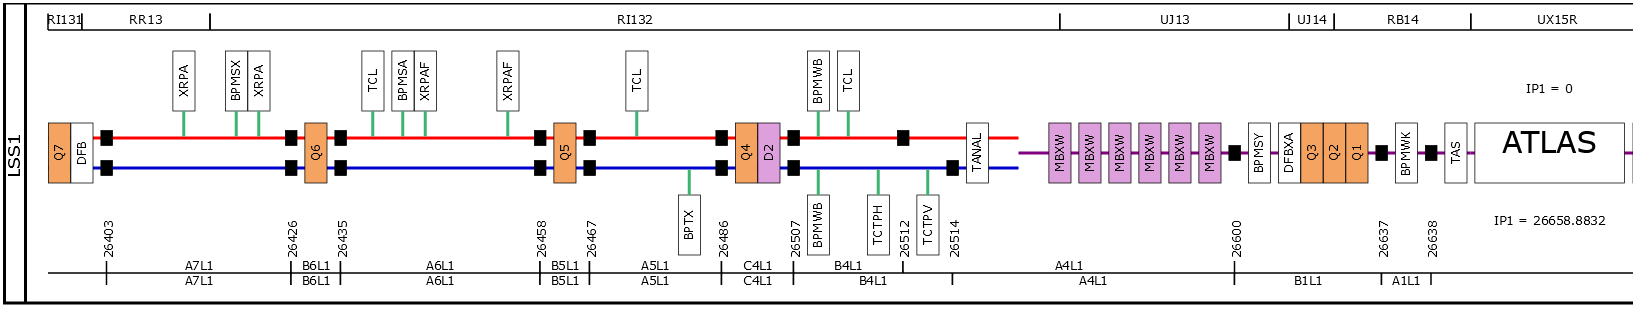 RI131 RR13 RI132 UJ13 UJ14 RB14 UX15R
XRPA BPMSX XRPA TCL BPMSA XRPAF XRPAF TCL BPMWB TCL
IP1 = 0
LSS1 Q7 DFB Q6 Q5 Q4 D2 TANAL MBXW MBXW MBXW MBXW MBXW MBXW BPMSY DFBXA Q3 Q2 Q1 BPMWK TAS ATLAS
BPTX BPMWB TCTPH TCTPV
IP1 = 26658.8832
26403 26426 26435 26458 26467 26486 26507 26512 26514 26600 26637 26638
A7L1 B6L1 A6L1 B5L1 A5L1 C4L1 B4L1 A4L1
A7L1 B6L1 A6L1 B5L1 A5L1 C4L1 B4L1 A4L1 B1L1 A1L1